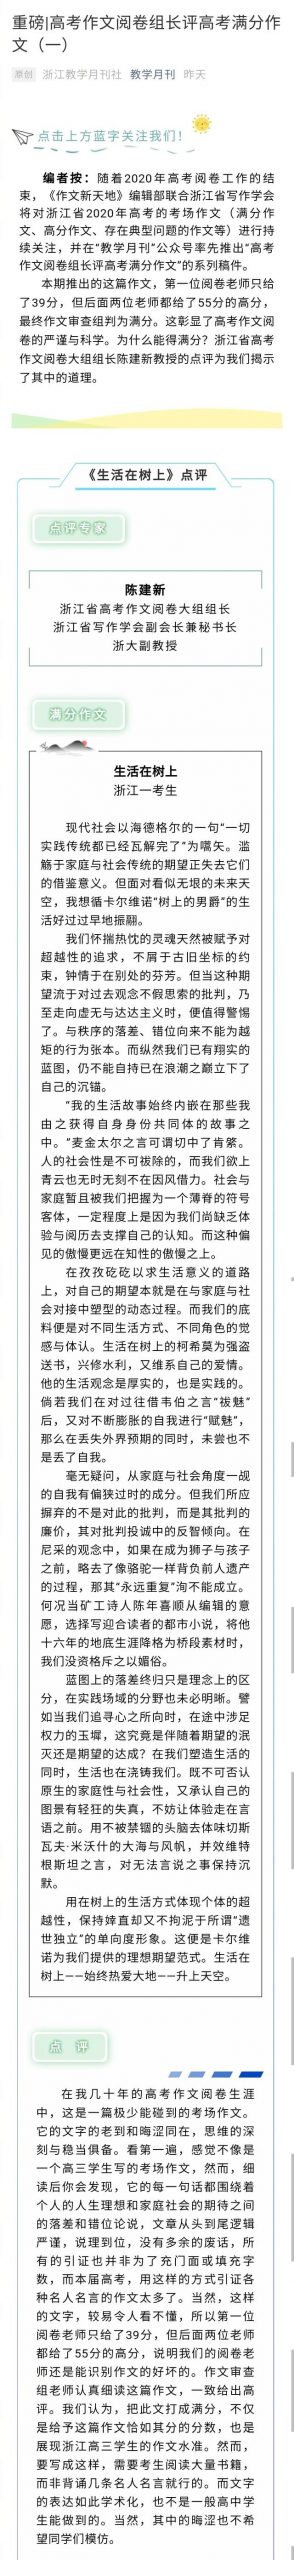 重磅|高考作文阅卷组长评高考满分作
文（一）
原创 浙江教学月刊社 教学月刊 昨天
点击上方蓝字关注我们！
编者按：随着2020年高考阅卷工作的结
束，《作文新天地》编辑部联合浙江省写作学会
将对浙江省2020年高考的考场作文（满分作
文、高分作文、存在典型问题的作文等）进行持
续关注，并在“教学月刊”公众号率先推出“高考
作文阅卷组长评高考满分作文”的系列稿件。
本期推出的这篇作文，第一位阅卷老师只给
了39分，但后面两位老师都给了55分的高分，
最终作文审查组判为满分。这彰显了高考作文阅
卷的严谨与科学。为什么能得满分？浙江省高考
作文阅卷大组组长陈建新教授的点评为我们揭示
了其中的道理。
《生活在树上》点评
点评专家
陈建新
浙江省高考作文阅卷大组组长
浙江省写作学会副会长兼秘书长
浙大副教授
满分作文
生活在树上
浙江一考生
现代社会以海德格尔的一句“一切
实践传统都已经瓦解完了”为嚆矢。滥
觞于家庭与社会传统的期望正失去它们
的借鉴意义。但面对看似无垠的未来天
空，我想循卡尔维诺“树上的男爵”的生
活好过过早地振翮。
我们怀揣热忱的灵魂天然被赋予对
超越性的追求，不屑于古旧坐标的约
束，钟情于在别处的芬芳。但当这种期
望流于对过去观念不假思索的批判，乃
至走向虚无与达达主义时，便值得警惕
了。与秩序的落差、错位向来不能为越
矩的行为张本。而纵然我们已有翔实的
蓝图，仍不能自持已在浪潮之巅立下了
自己的沉锚。
“我的生活故事始终内嵌在那些我
由之获得自身身份共同体的故事之
中。”麦金太尔之言可谓切中了肯綮。
人的社会性是不可祓除的，而我们欲上
青云也无时无刻不在因风借力。社会与
家庭暂且被我们把握为一个薄脊的符号
客体，一定程度上是因为我们尚缺乏体
验与阅历去支撑自己的认知。而这种偏
见的傲慢更远在知性的傲慢之上。
在孜孜矻矻以求生活意义的道路
上，对自己的期望本就是在与家庭与社
会对接中塑型的动态过程。而我们的底
料便是对不同生活方式、不同角色的觉
感与体认。生活在树上的柯希莫为强盗
送书，兴修水利，又维系自己的爱情。
他的生活观念是厚实的，也是实践的。
倘若我们在对过往借韦伯之言“祓魅”
后，又对不断膨胀的自我进行“赋魅”，
那么在丢失外界预期的同时，未尝也不
是丢了自我。
毫无疑问，从家庭与社会角度一觇
的自我有偏狭过时的成分。但我们所应
摒弃的不是对此的批判，而是其批判的
廉价，其对批判投诚中的反智倾向。在
尼采的观念中，如果在成为狮子与孩子
之前，略去了像骆驼一样背负前人遗产
的过程，那其“永远重复”洵不能成立。
何况当矿工诗人陈年喜顺从编辑的意
愿，选择写迎合读者的都市小说，将他
十六年的地底生涯降格为桥段素材时，
我们没资格斥之以媚俗。
蓝图上的落差终归只是理念上的区
分，在实践场域的分野也未必明晰。譬
如当我们追寻心之所向时，在途中涉足
权力的玉墀，这究竟是伴随着期望的泯
灭还是期望的达成？在我们塑造生活的
同时，生活也在浇铸我们。既不可否认
原生的家庭性与社会性，又承认自己的
图景有轻狂的失真，不妨让体验走在言
语之前。用不被禁锢的头脑去体味切斯
瓦夫·米沃什的大海与风帆，并效维特
根斯坦之言，对无法言说之事保持沉
默。
用在树上的生活方式体现个体的超
越性，保持婞直却又不拘泥于所谓“遗
世独立”的单向度形象。这便是卡尔维
诺为我们提供的理想期望范式。生活在
树上——始终热爱大地——升上天空。
点 评
在我几十年的高考作文阅卷生涯
中，这是一篇极少能碰到的考场作文。
它的文字的老到和晦涩同在，思维的深
刻与稳当俱备。看第一遍，感觉不像是
一个高三学生写的考场作文，然而，细
读后你会发现，它的每一句话都围绕着
个人的人生理想和家庭社会的期待之间
的落差和错位论说，文章从头到尾逻辑
严谨，说理到位，没有多余的废话，所
有的引证也并非为了充门面或填充字
数，而本届高考，用这样的方式引证各
种名人名言的作文太多了。当然，这样
的文字，较易令人看不懂，所以第一位
阅卷老师只给了39分，但后面两位老师
都给了55分的高分，说明我们的阅卷老
师还是能识别作文的好坏的。作文审查
组老师认真细读这篇作文，一致给出高
评。我们认为，把此文打成满分，不仅
是给予这篇作文恰如其分的分数，也是
展现浙江高三学生的作文水准。然而，
要写成这样，需要考生阅读大量书籍，
而非背诵几条名人名言就行的。而文字
的表达如此学术化，也不是一般高中学
生能做到的。当然，其中的晦涩也不希
望同学们模仿。